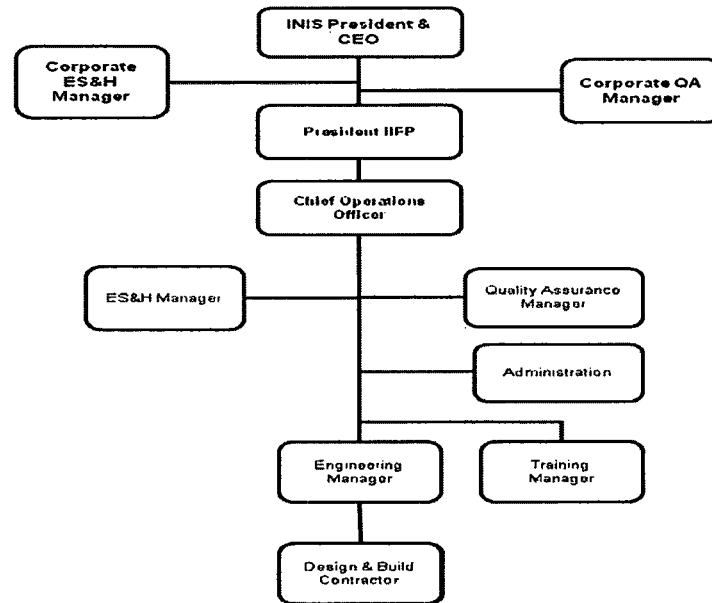 INIS President &
CEO
Corporate
ES&H
Manager
Corporate QA
Manager
President IIFP
Chief Operations
Officer
ES&H Manager
Quality Assurance
Manager
Administration
Engineering
Manager
Training
Manager
Design & Build
Contractor